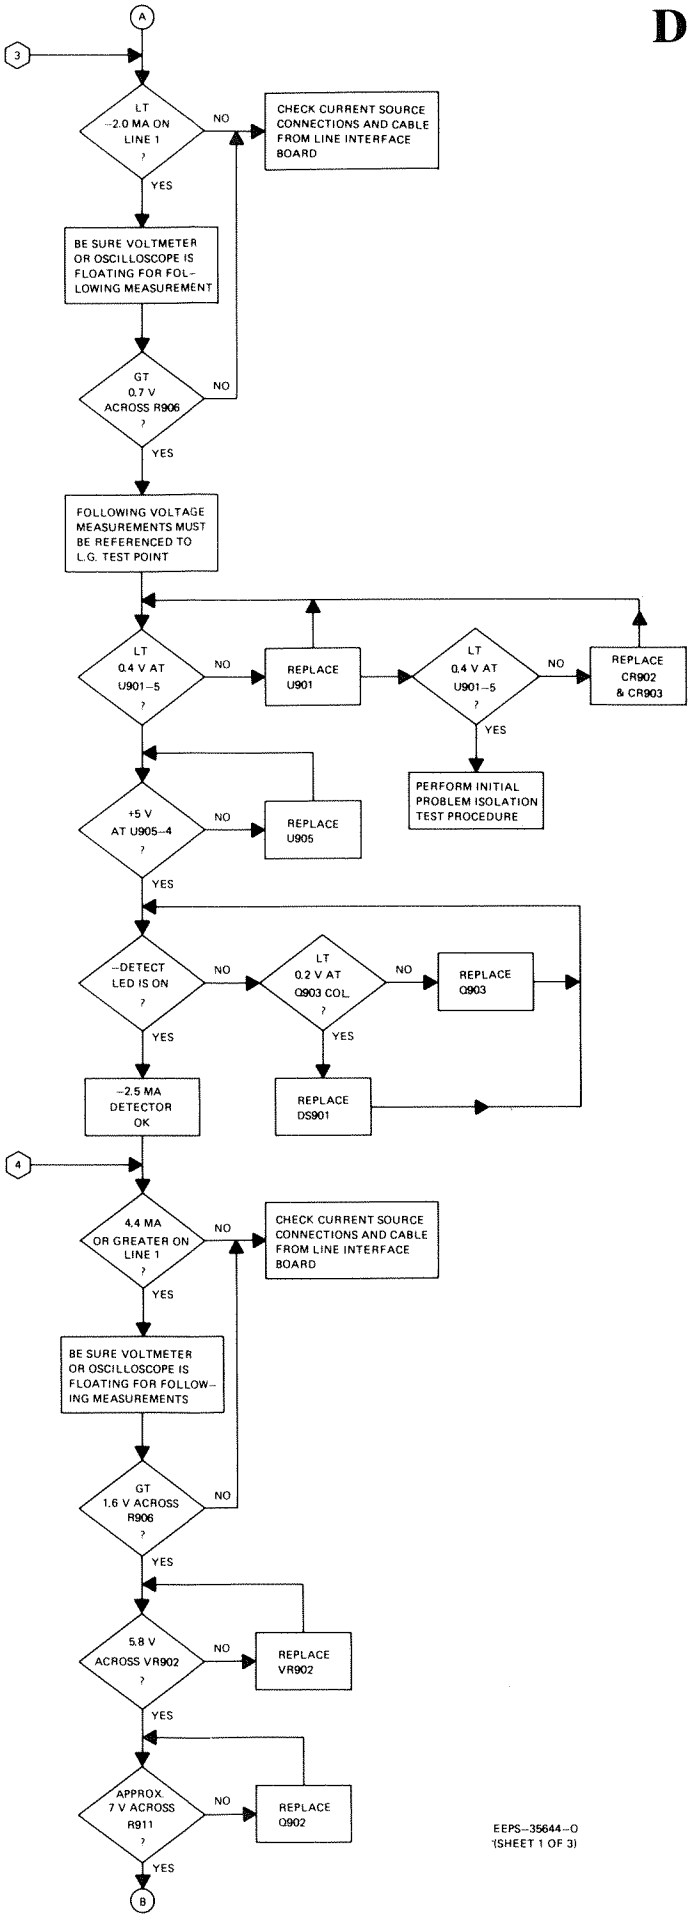 A
D
3
LT
-2.0 MA ON
LINE 1
?
NO
CHECK CURRENT SOURCE
CONNECTIONS AND CABLE
FROM LINE INTERFACE
BOARD
YES
BE SURE VOLTMETER
OR OSCILLOSCOPE IS
FLOATING FOR FOL-
LOWING MEASUREMENT
GT
0.7 V
ACROSS R906
?
NO
YES
FOLLOWING VOLTAGE
MEASUREMENTS MUST
BE REFERENCED TO
L.G. TEST POINT
LT
0.4 V AT
U901-5
?
NO
REPLACE
U901
LT
0.4 V AT
U901-5
?
NO
REPLACE
CR902
& CR903
YES
PERFORM INITIAL
PROBLEM ISOLATION
TEST PROCEDURE
+5 V
AT U905-4
?
NO
REPLACE
U905
YES
-DETECT
LED IS ON
?
NO
LT
0.2 V AT
Q903 COL.
?
NO
REPLACE
Q903
YES
YES
-2.5 MA
DETECTOR
OK
REPLACE
DS901
4
4.4 MA
OR GREATER ON
LINE 1
?
NO
CHECK CURRENT SOURCE
CONNECTIONS AND CABLE
FROM LINE INTERFACE
BOARD
YES
BE SURE VOLTMETER
OR OSCILLOSCOPE IS
FLOATING FOR FOLLOW-
ING MEASUREMENTS
GT
1.6 V ACROSS
R906
?
NO
YES
5.8 V
ACROSS VR902
?
NO
REPLACE
VR902
YES
APPROX.
7 V ACROSS
R911
?
NO
REPLACE
Q902
YES
B
EEPS-35644-O
(SHEET 1 OF 3)